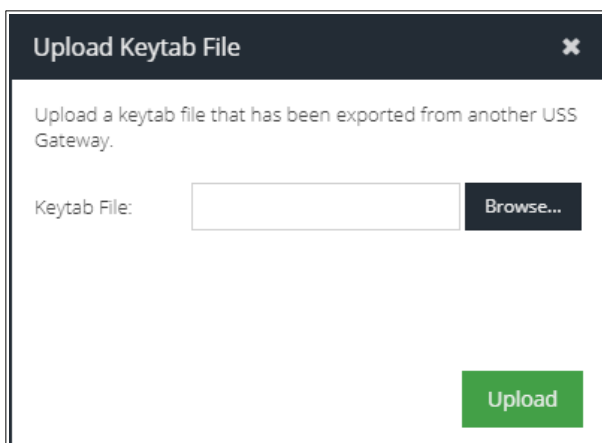 Upload Keytab File
Upload a keytab file that has been exported from another USS
Gateway.
Keytab File: Browse...
Upload